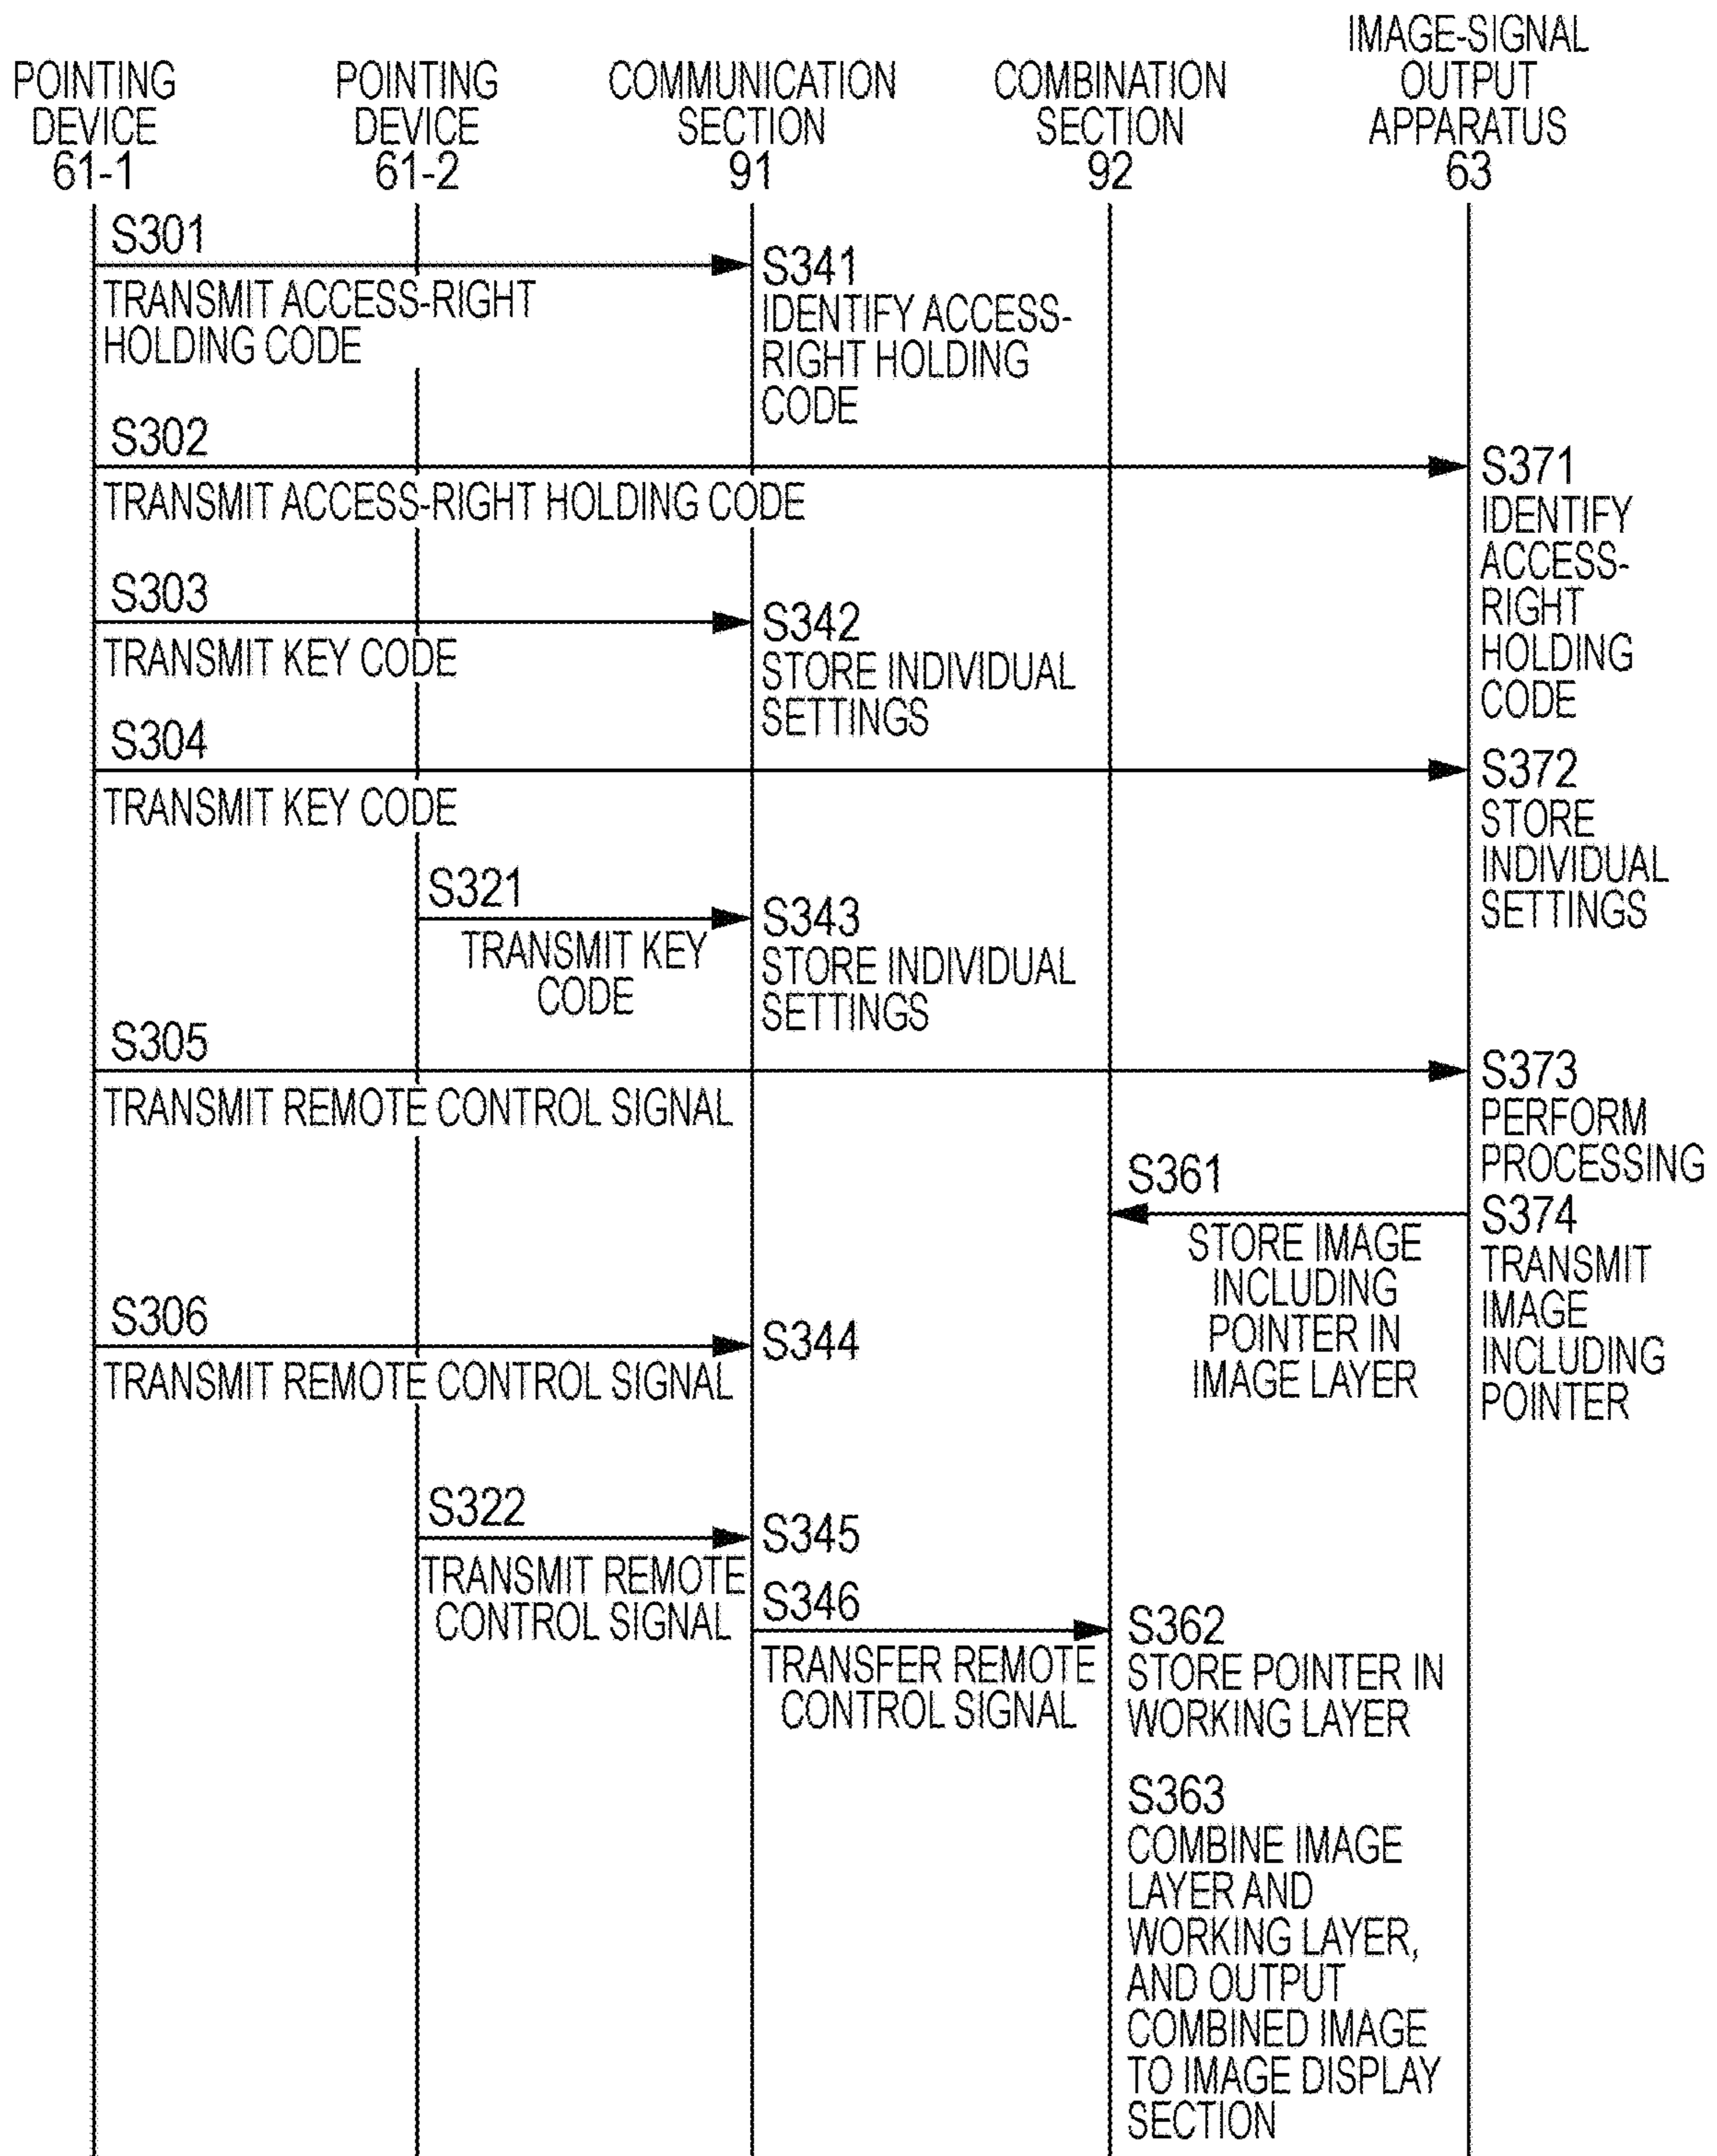 POINTING
DEVICE
61-1
POINTING
DEVICE
61-2
COMMUNICATION
SECTION
91
COMBINATION
SECTION
92
IMAGE-SIGNAL
OUTPUT
APPARATUS
63
S301
TRANSMIT ACCESS-RIGHT
HOLDING CODE
S341
IDENTIFY ACCESS-
RIGHT HOLDING
CODE
S302
TRANSMIT ACCESS-RIGHT HOLDING CODE
S371
IDENTIFY
ACCESS-
RIGHT
HOLDING
CODE
S303
TRANSMIT KEY CODE
S342
STORE INDIVIDUAL
SETTINGS
S304
TRANSMIT KEY CODE
S372
STORE
INDIVIDUAL
SETTINGS
S321
TRANSMIT KEY
CODE
S343
STORE INDIVIDUAL
SETTINGS
S305
TRANSMIT REMOTE CONTROL SIGNAL
S373
PERFORM
PROCESSING
S361
STORE IMAGE
INCLUDING
POINTER IN
IMAGE LAYER
S374
TRANSMIT
IMAGE
INCLUDING
POINTER
S306
TRANSMIT REMOTE CONTROL SIGNAL
S344
S322
TRANSMIT REMOTE
CONTROL SIGNAL
S345
S346
TRANSFER REMOTE
CONTROL SIGNAL
S362
STORE POINTER IN
WORKING LAYER
S363
COMBINE IMAGE
LAYER AND
WORKING LAYER,
AND OUTPUT
COMBINED IMAGE
TO IMAGE DISPLAY
SECTION